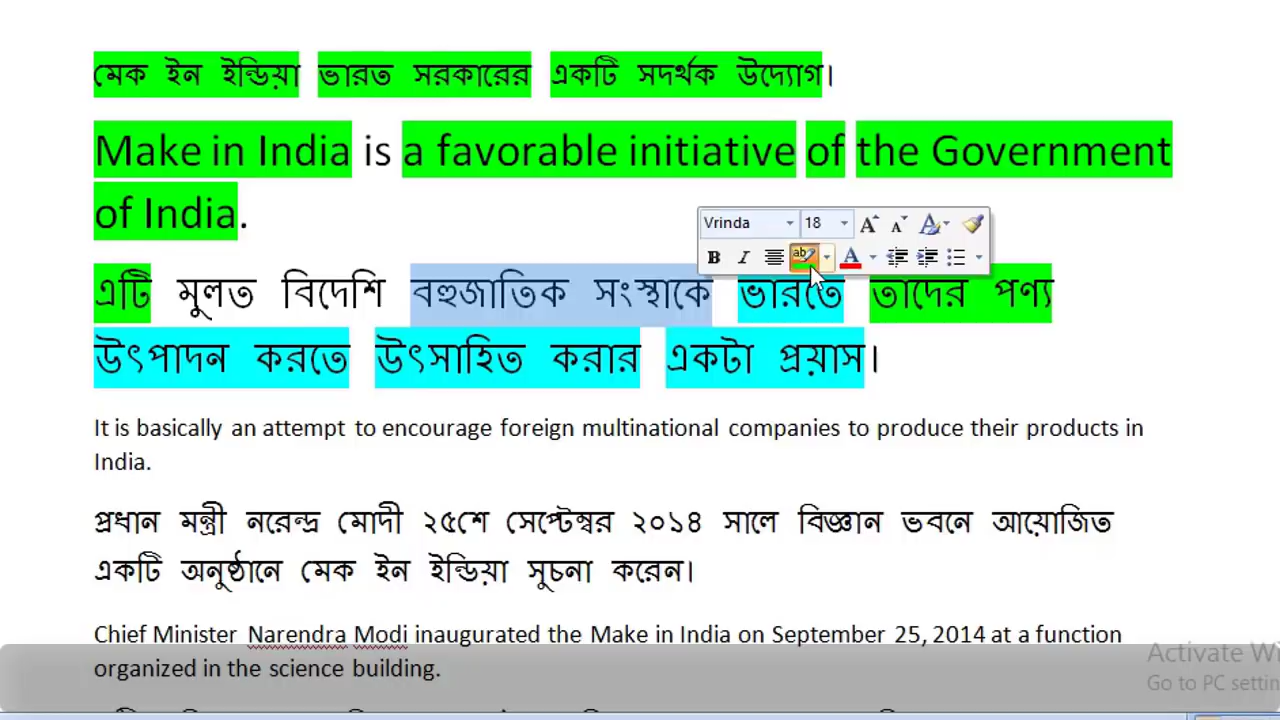 মেক ইন ইন্ডিয়া ভারত সরকারের একটি সদর্থক উদ্যোগ।
Make in India is a favorable initiative of the Government
of India.
Vrinda 18
এটি মুলত বিদেশি বহুজাতিক সংস্থাকে ভারতে তাদের পণ্য
উৎপাদন করতে উৎসাহিত করার একটা প্রয়াস।
It is basically an attempt to encourage foreign multinational companies to produce their products in
India.
প্রধান মন্ত্রী নরেন্দ্র মোদী ২৫শে সেপ্টেম্বর ২০১৪ সালে বিজ্ঞান ভবনে আয়োজিত
একটি অনুষ্ঠানে মেক ইন ইন্ডিয়া সুচনা করেন।
Chief Minister Narendra Modi inaugurated the Make in India on September 25, 2014 at a function
organized in the science building.
Activate Wi
Go to PC settin